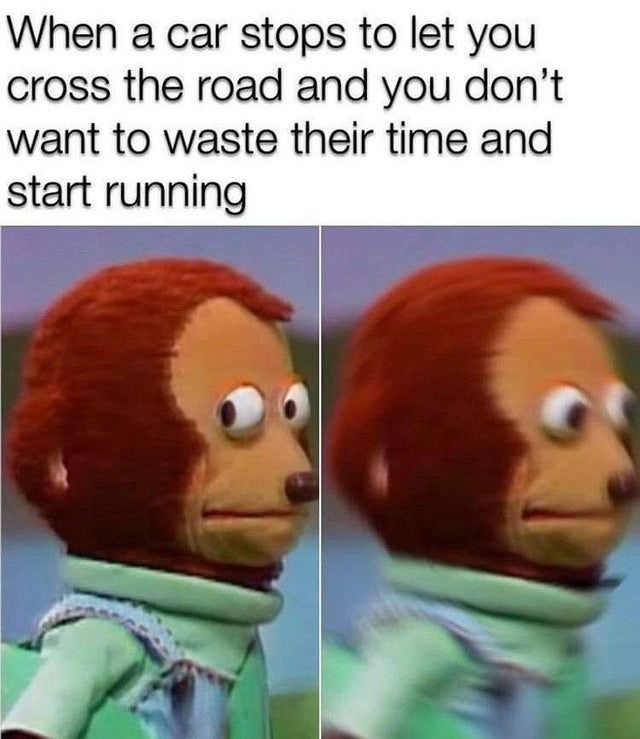 When a car stops to let you
cross the road and you don't
want to waste their time and
start running